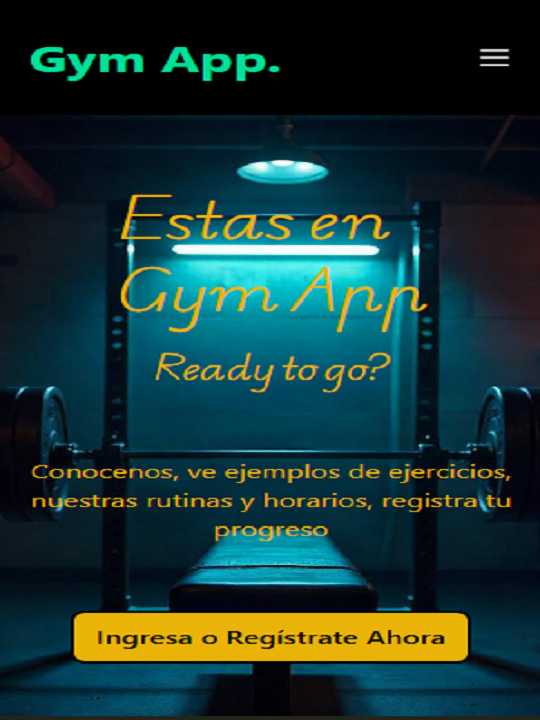 Gym App.
Estas en
Gym App
Ready to go?
Conocenos, ve ejemplos de ejercicios,
nuestras rutinas y horarios, registra tu
progreso
Ingresa o Regístrate Ahora